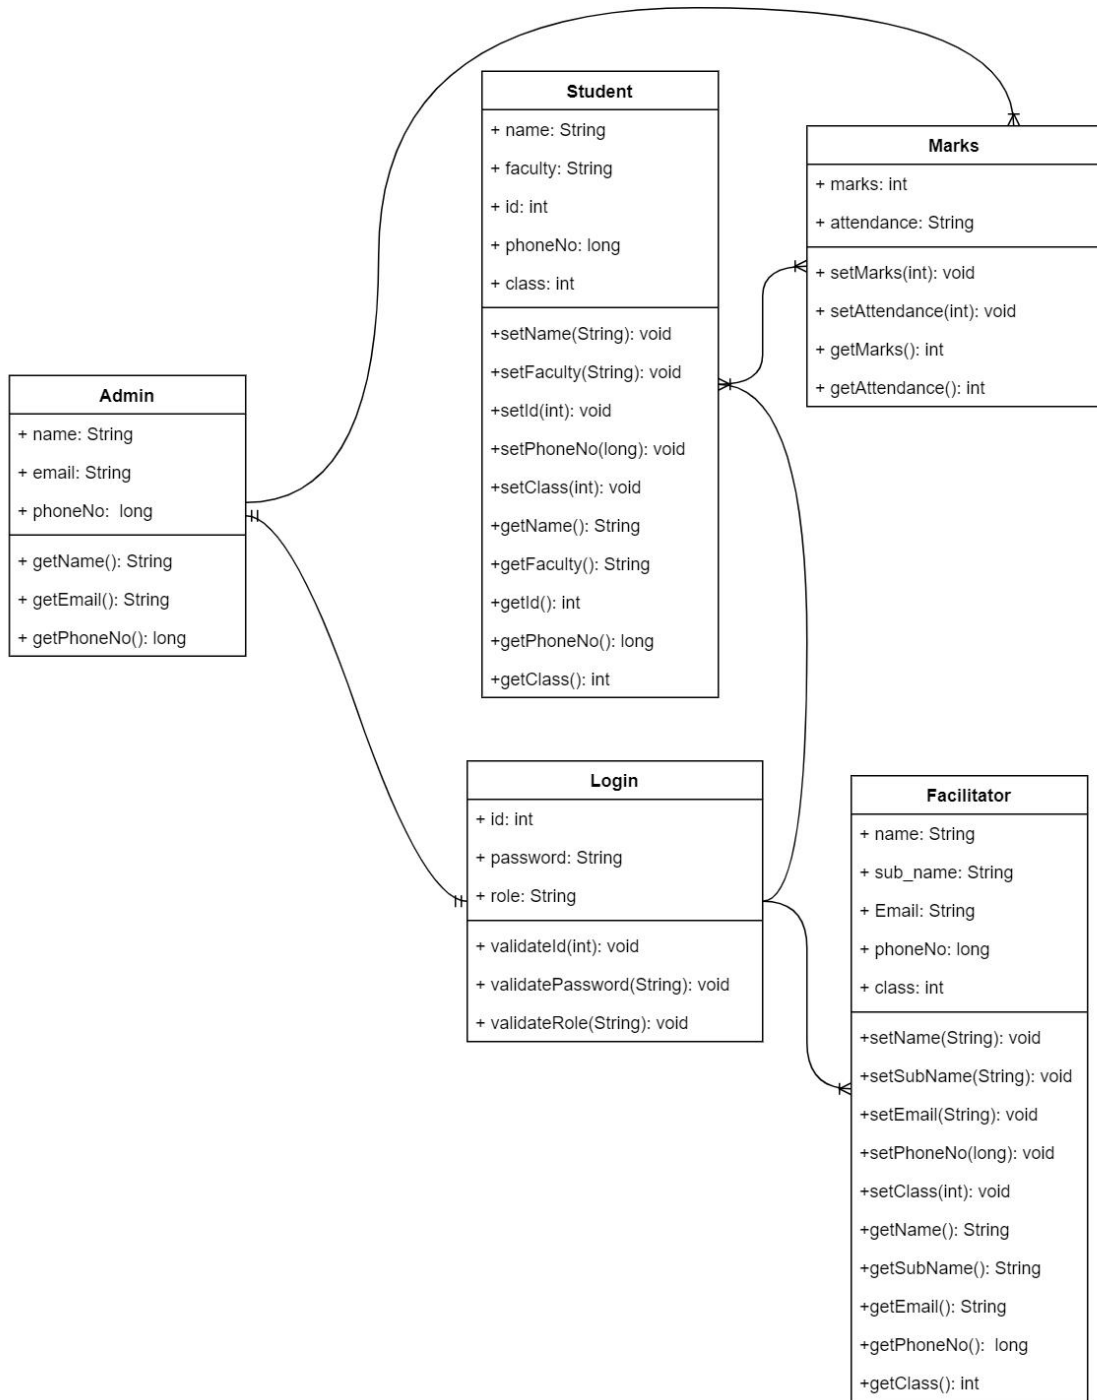 Student
+ name: String
+ faculty: String
+ id: int
+ phoneNo: long
+ class: int
+setName(String): void
+setFaculty(String): void
+setId(int): void
+setPhoneNo(long): void
+setClass(int): void
+getName(): String
+getFaculty(): String
+getId(): int
+getPhoneNo(): long
+getClass(): int
Marks
+ marks: int
+ attendance: String
+ setMarks(int): void
+ setAttendance(int): void
+ getMarks(): int
+ getAttendance(): int
Admin
+ name: String
+ email: String
+ phoneNo:  long
+ getName(): String
+ getEmail(): String
+ getPhoneNo(): long
Login
+ id: int
+ password: String
+ role: String
+ validateId(int): void
+ validatePassword(String): void
+ validateRole(String): void
Facilitator
+ name: String
+ sub_name: String
+ Email: String
+ phoneNo: long
+ class: int
+setName(String): void
+setSubName(String): void
+setEmail(String): void
+setPhoneNo(long): void
+setClass(int): void
+getName(): String
+getSubName(): String
+getEmail(): String
+getPhoneNo():  long
+getClass(): int